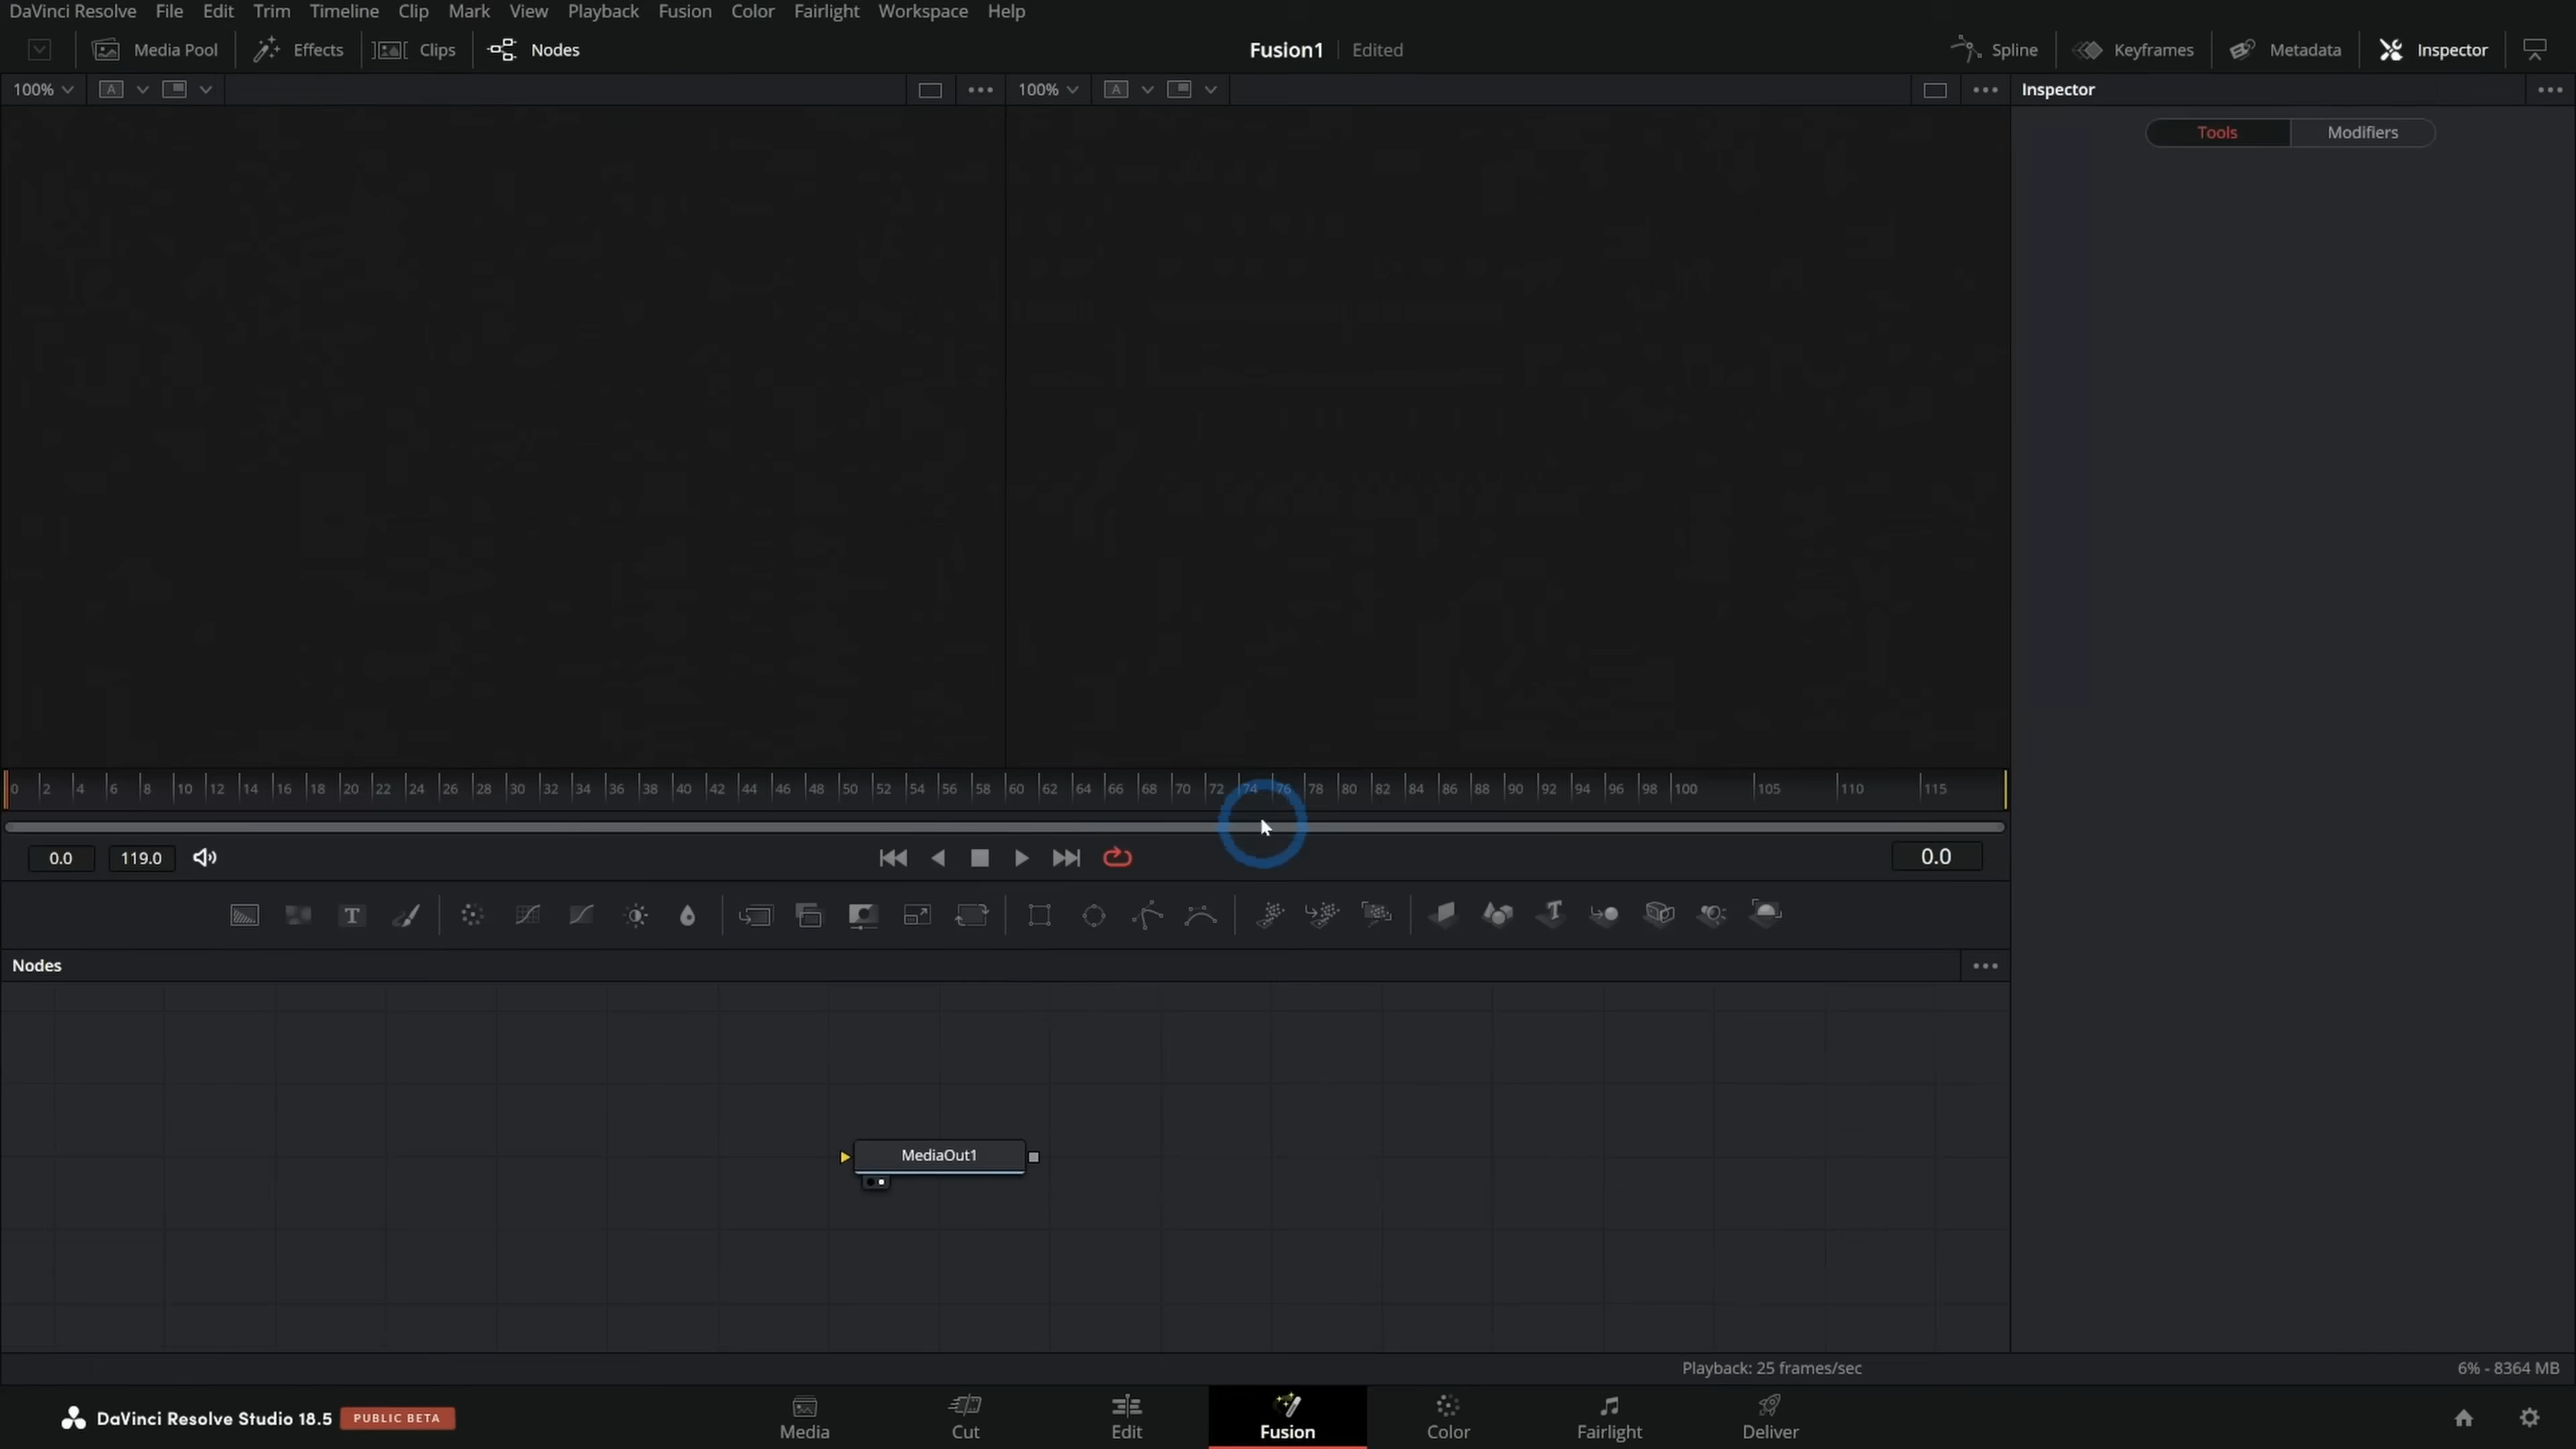 DaVinci Resolve File Edit Trim Timeline Clip Mark View Playback Fusion Color Fairlight Workspace Help
Media Pool Effects Clips Nodes Fusion1 Edited Spline Keyframes Metadata Inspector
100% A 100% A Inspector
Tools Modifiers
0 2 4 6 8 10 12 14 16 18 20 22 24 26 28 30 32 34 36 38 40 42 44 46 48 50 52 54 56 58 60 62 64 66 68 70 72 74 76 78 80 82 84 86 88 90 92 94 96 98 100 105 110 115
0.0 119.0 0.0
T T
Nodes
MediaOut1
Playback: 25 frames/sec 6% - 8364 MB
DaVinci Resolve Studio 18.5 PUBLIC BETA Media Cut Edit Fusion Color Fairlight Deliver